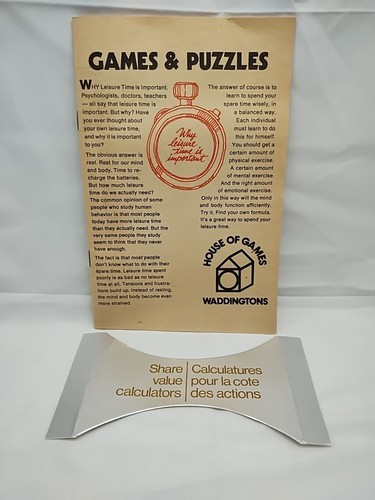 GAMES & PUZZLES
WHY Leisure Time is important.
Psychologists, doctors, teachers
— all say that leisure time is
important. But why? Have
you ever thought about
your own leisure time,
and why it is important
to you?
The obvious answer is
rest. Rest for our mind
and body. Time to re-
charge the batteries.
But how much leisure
time do we actually need?
The common opinion of some
people who study human
behavior is that most people
today have more leisure time
than they actually need. But the
very same people they study
seem to think that they never
have enough.
The fact is that most people
don't know what to do with their
spare time. Leisure time spent
poorly is as bad as no leisure
time at all. Tensions and frustra-
tions build up. Instead of resting,
the mind and body become even
more strained.
Why
leisure
time is
important
The answer of course is to
learn to spend your
spare time wisely, in
a balanced way.
Each individual
must learn to do
this for himself.
You should get a
certain amount of
physical exercise.
A certain amount
of mental exercise.
And the right amount
of emotional exercise.
Only in this way will the mind
and body function efficiently.
Try it. Find your own formula.
It's a great way to spend your
leisure time.
HOUSE OF GAMES
WADDINGTONS
Share
value
calculators
Calculatures
pour la cote
des actions